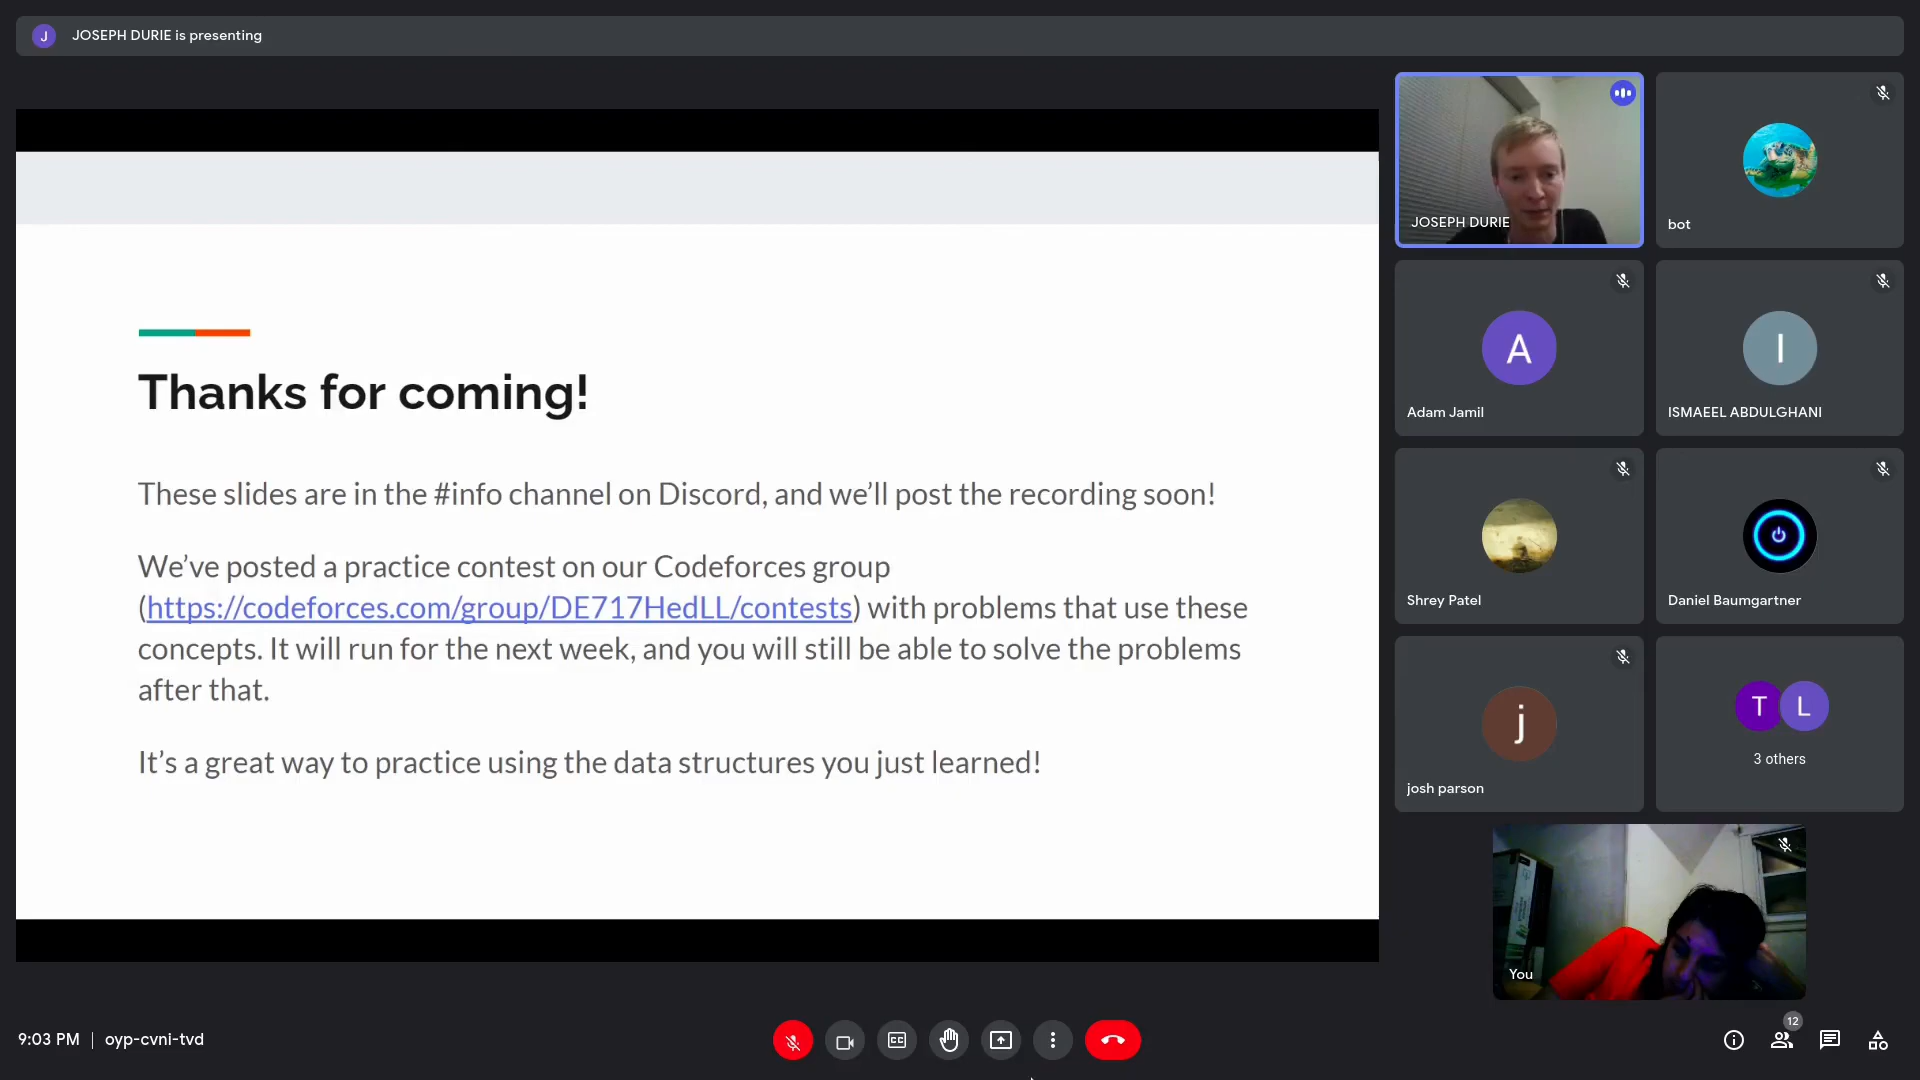 J JOSEPH DURIE is presenting
Thanks for coming!
These slides are in the #info channel on Discord, and we’ll post the recording soon!
We’ve posted a practice contest on our Codeforces group
(https://codeforces.com/group/DE717HedLL/contests) with problems that use these
concepts. It will run for the next week, and you will still be able to solve the problems
after that.
It’s a great way to practice using the data structures you just learned!
JOSEPH DURIE
bot
A
Adam Jamil
I
ISMAEEL ABDULGHANI
Shrey Patel
Daniel Baumgartner
j
josh parson
T L
3 others
You
9:03 PM | oyp-cvni-tvd
CC
12